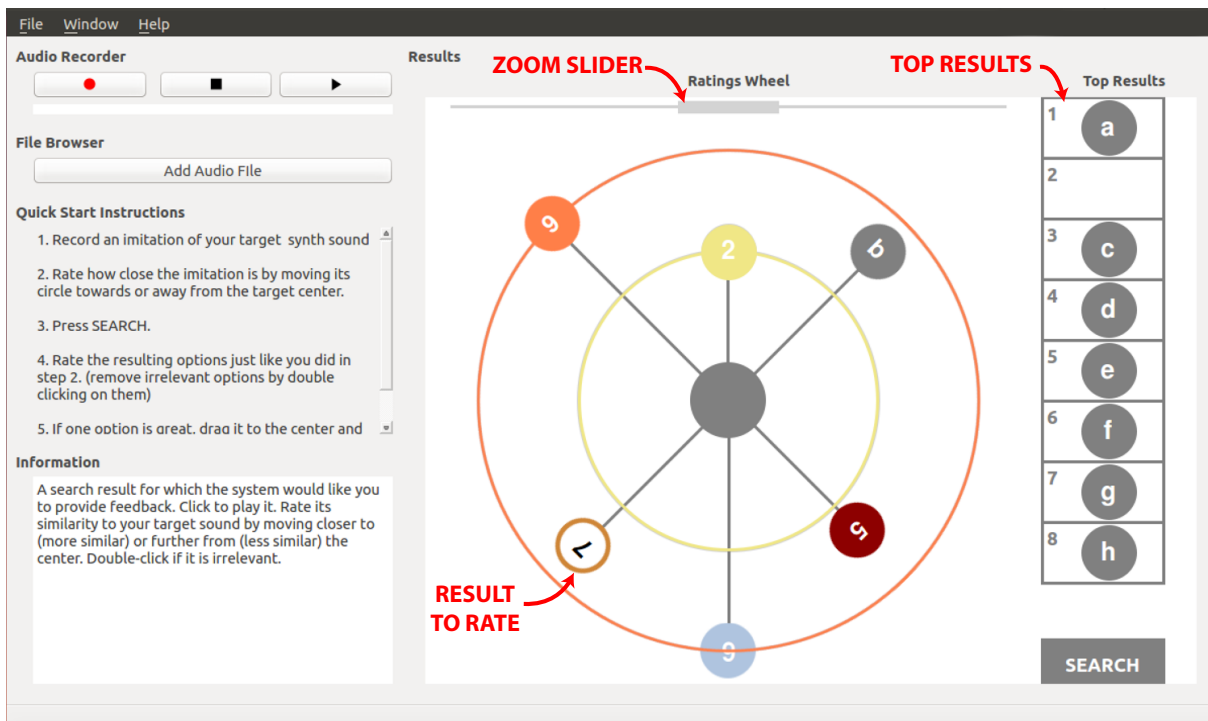 File Window Help
Audio Recorder
File Browser
Add Audio FIle
Quick Start Instructions
1. Record an imitation of your target synth sound
2. Rate how close the imitation is by moving its
circle towards or away from the target center.
3. Press SEARCH.
4. Rate the resulting options just like you did in
step 2. (remove irrelevant options by double
clicking on them)
5. If one option is great, drag it to the center and
Information
A search result for which the system would like you
to provide feedback. Click to play it. Rate its
similarity to your target sound by moving closer to
(more similar) or further from (less similar) the
center. Double-click if it is irrelevant.
Results
ZOOM SLIDER
Ratings Wheel
2
b
7
5
RESULT
TO RATE
TOP RESULTS
Top Results
1 a
2
3 c
4 d
5 e
6 f
7 g
8 h
SEARCH